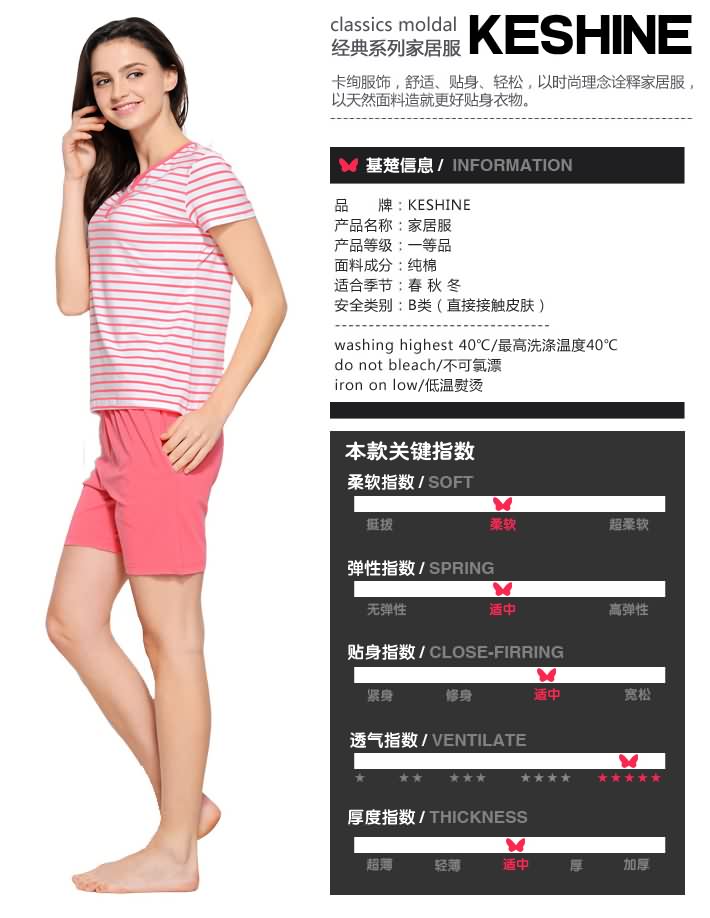 classics moldal
经典系列家居服
KESHINE
卡绚服饰，舒适、贴身、轻松，以时尚理念诠释家居服，
以天然面料造就更好贴身衣物。
基楚信息 / INFORMATION
品 牌：KESHINE
产品名称：家居服
产品等级：一等品
面料成分：纯棉
适合季节：春 秋 冬
安全类别：B类（直接接触皮肤）
washing highest 40℃/最高洗涤温度40℃
do not bleach/不可氯漂
iron on low/低温熨烫
本款关键指数
柔软指数 / SOFT
挺拔 柔软 超柔软
弹性指数 / SPRING
无弹性 适中 高弹性
贴身指数 / CLOSE-FIRRING
紧身 修身 适中 宽松
透气指数 / VENTILATE
★ ★★ ★★★ ★★★★ ★★★★★
厚度指数 / THICKNESS
超薄 轻薄 适中 厚 加厚